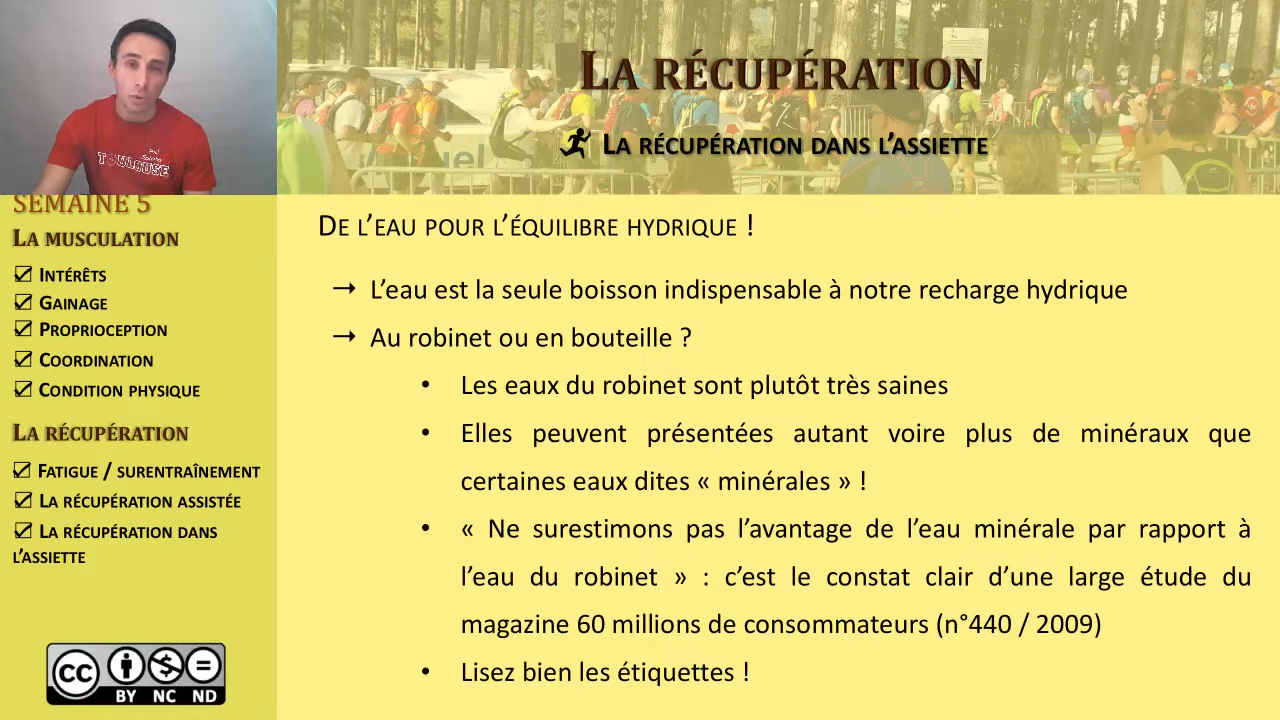 LA RÉCUPÉRATION
LA RÉCUPÉRATION DANS L'ASSIETTE
TOULOUSE
SEMAINE 5
LA MUSCULATION
INTÉRÊTS
GAINAGE
PROPRIOCEPTION
COORDINATION
CONDITION PHYSIQUE
LA RÉCUPÉRATION
FATIGUE / SURENTRAÎNEMENT
LA RÉCUPÉRATION ASSISTÉE
LA RÉCUPÉRATION DANS
L'ASSIETTE
CC BY NC ND
DE L'EAU POUR L'ÉQUILIBRE HYDRIQUE !
→ L'eau est la seule boisson indispensable à notre recharge hydrique
→ Au robinet ou en bouteille ?
• Les eaux du robinet sont plutôt très saines
• Elles peuvent présentées autant voire plus de minéraux que
certaines eaux dites « minérales » !
• « Ne surestimons pas l'avantage de l'eau minérale par rapport à
l'eau du robinet » : c'est le constat clair d'une large étude du
magazine 60 millions de consommateurs (n°440 / 2009)
• Lisez bien les étiquettes !